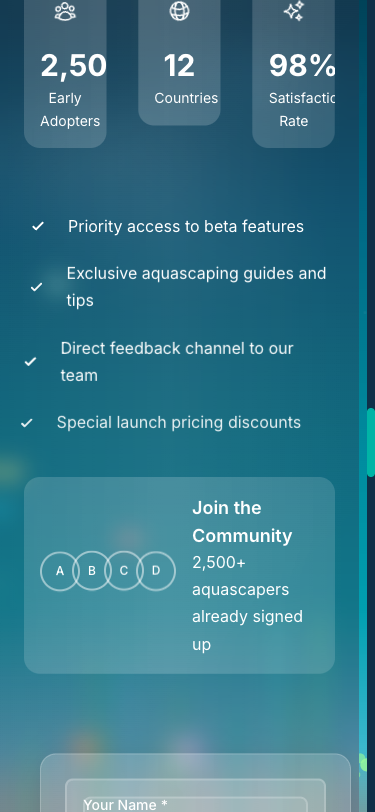 2,50 12 98%
Early Adopters Countries Satisfactio Rate
Priority access to beta features
Exclusive aquascaping guides and
tips
Direct feedback channel to our
team
Special launch pricing discounts
Join the
Community
A B C D
2,500+
aquascapers
already signed
up
Your Name *